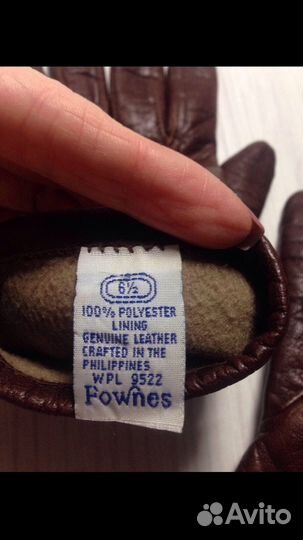 6½
100% POLYESTER
LINING
GENUINE LEATHER
CRAFTED IN THE
PHILIPPINES
WPL 9522
Fownes
Avito